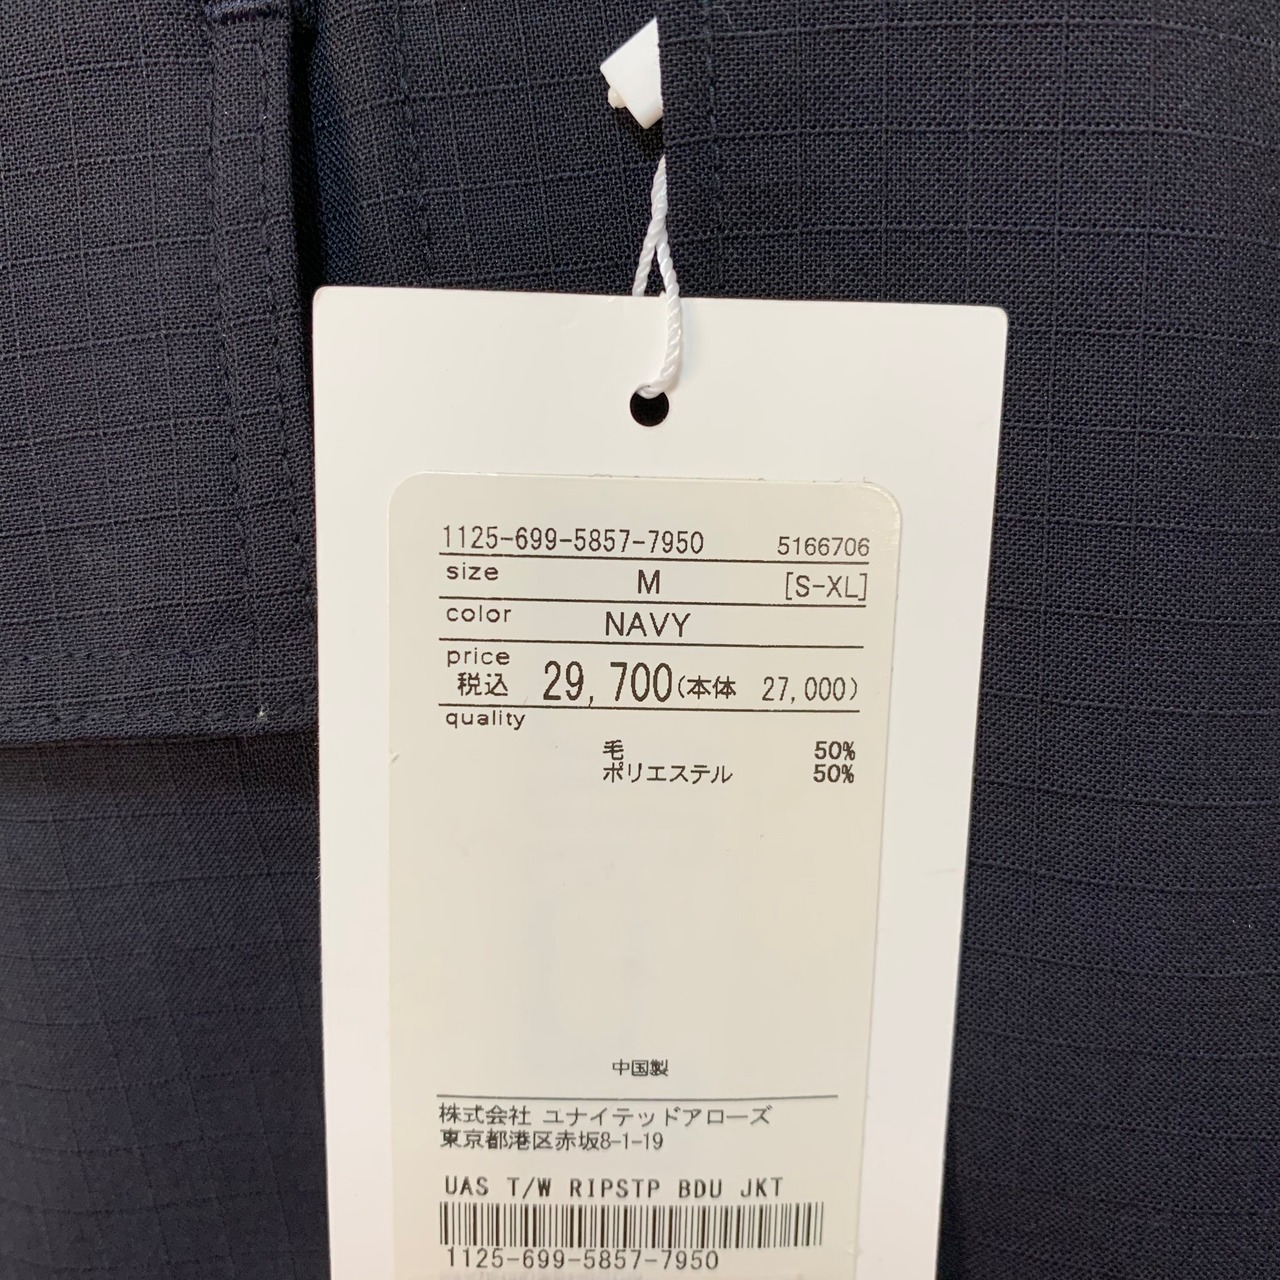 1125-699-5857-7950 5166706
size M [S-XL]
color NAVY
price
税込 29,700(本体 27,000)
quality
毛 50%
ポリエステル 50%
中国製
株式会社 ユナイテッドアローズ
東京都港区赤坂8-1-19
UAS T/W RIPSTP BDU JKT
1125-699-5857-7950